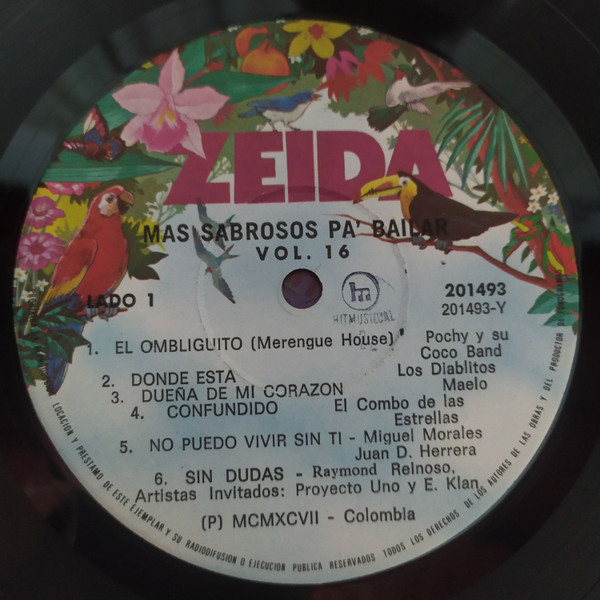 ZEIDA
MAS SABROSOS PA' BAILAR
VOL. 16
LADO 1
HITMUSICAL
201493
201493-Y
1. EL OMBLIGUITO (Merengue House) Pochy y su
Coco Band
2. DONDE ESTA Los Diablitos
3. DUEÑA DE MI CORAZON Maelo
4. CONFUNDIDO El Combo de las
Estrellas
5. NO PUEDO VIVIR SIN TI - Miguel Morales
Juan D. Herrera
6. SIN DUDAS - Raymond Reinoso,
Artistas Invitados: Proyecto Uno y E. Klan
(P) MCMXCVII - Colombia
LOCACION Y PRESTAMO DE ESTE EJEMPLAR Y SU RADIODIFUSION O EJECUCION PUBLICA RESERVADOS TODOS LOS DERECHOS DE LOS AUTORES DE LAS OBRAS Y DEL PRODUCTOR